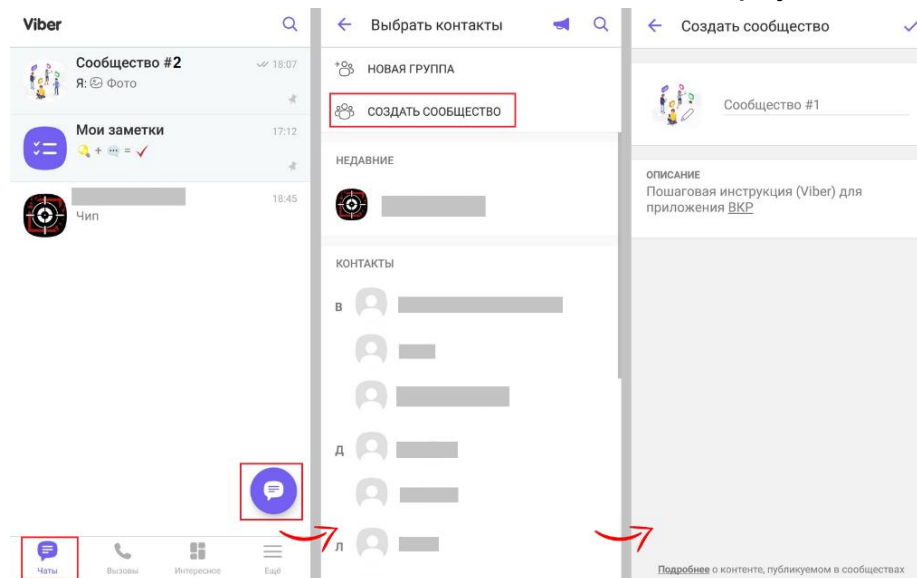 Viber
Сообщество #2
18:07
Я: Фото
Мои заметки
17:12
+ =
18:45
Чип
Чаты
Вызовы
Интересное
Ещё
Выбрать контакты
НОВАЯ ГРУППА
СОЗДАТЬ СООБЩЕСТВО
НЕДАВНИЕ
КОНТАКТЫ
В
Д
Л
Создать сообщество
Сообщество #1
ОПИСАНИЕ
Пошаговая инструкция (Viber) для
приложения ВКР
Подробнее о контенте, публикуемом в сообществах